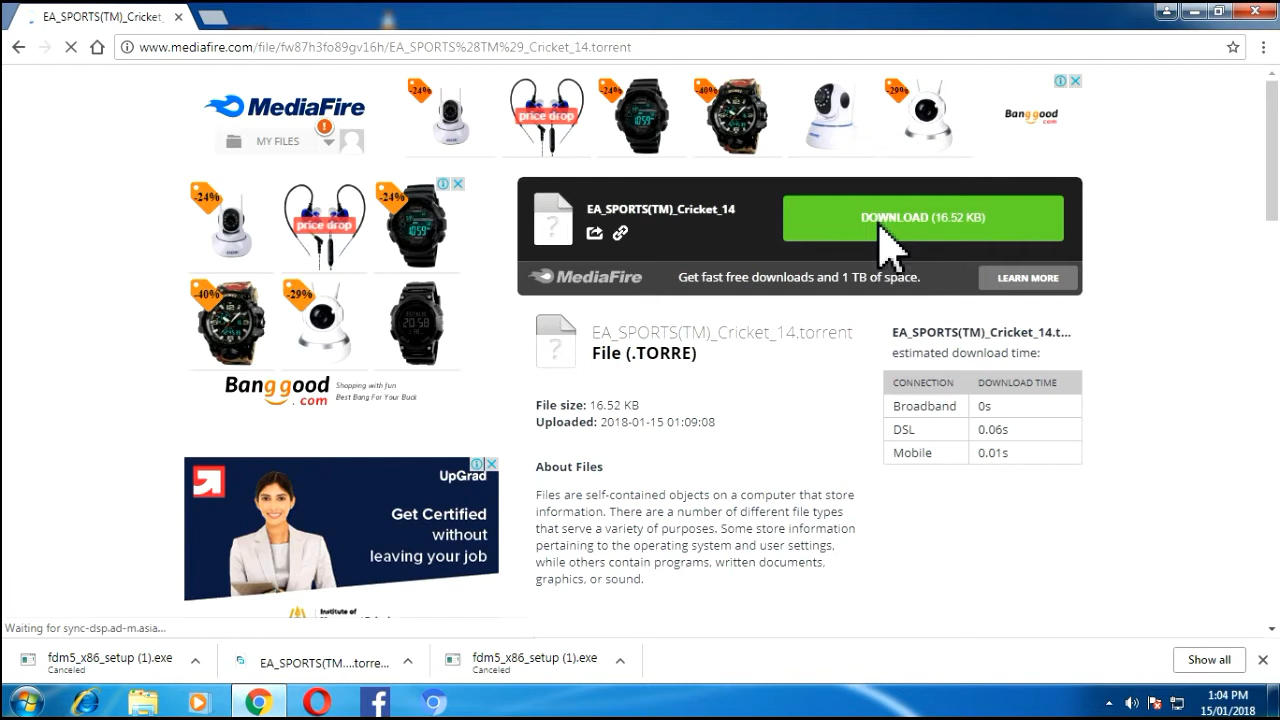 EA_SPORTS(TM)_Cricket_
www.mediafire.com/file/fw87h3fo89gv16h/EA_SPORTS%28TM%29_Cricket_14.torrent
MediaFire
MY FILES
-24%
price drop
-24%
-40%
-29%
Banggood
.com
-24%
price drop
-24%
-40%
-29%
Banggood
.com
Shopping with fun
Best Bang For Your Buck
EA_SPORTS(TM)_Cricket_14
DOWNLOAD (16.52 KB)
MediaFire
Get fast free downloads and 1 TB of space.
LEARN MORE
EA_SPORTS(TM)_Cricket_14.torrent
File (.TORRE)
File size: 16.52 KB
Uploaded: 2018-01-15 01:09:08
About Files
Files are self-contained objects on a computer that store
information. There are a number of different file types
that serve a variety of purposes. Some store information
pertaining to the operating system and user settings,
while others contain programs, written documents,
graphics, or sound.
EA_SPORTS(TM)_Cricket_14.t...
estimated download time:
CONNECTION DOWNLOAD TIME
Broadband 0s
DSL 0.06s
Mobile 0.01s
UpGrad
Get Certified
without
leaving your job
Institute of
Waiting for sync-dsp.ad-m.asia...
fdm5_x86_setup (1).exe
Canceled
EA_SPORTS(TM....torre...
fdm5_x86_setup (1).exe
Canceled
Show all
1:04 PM
15/01/2018